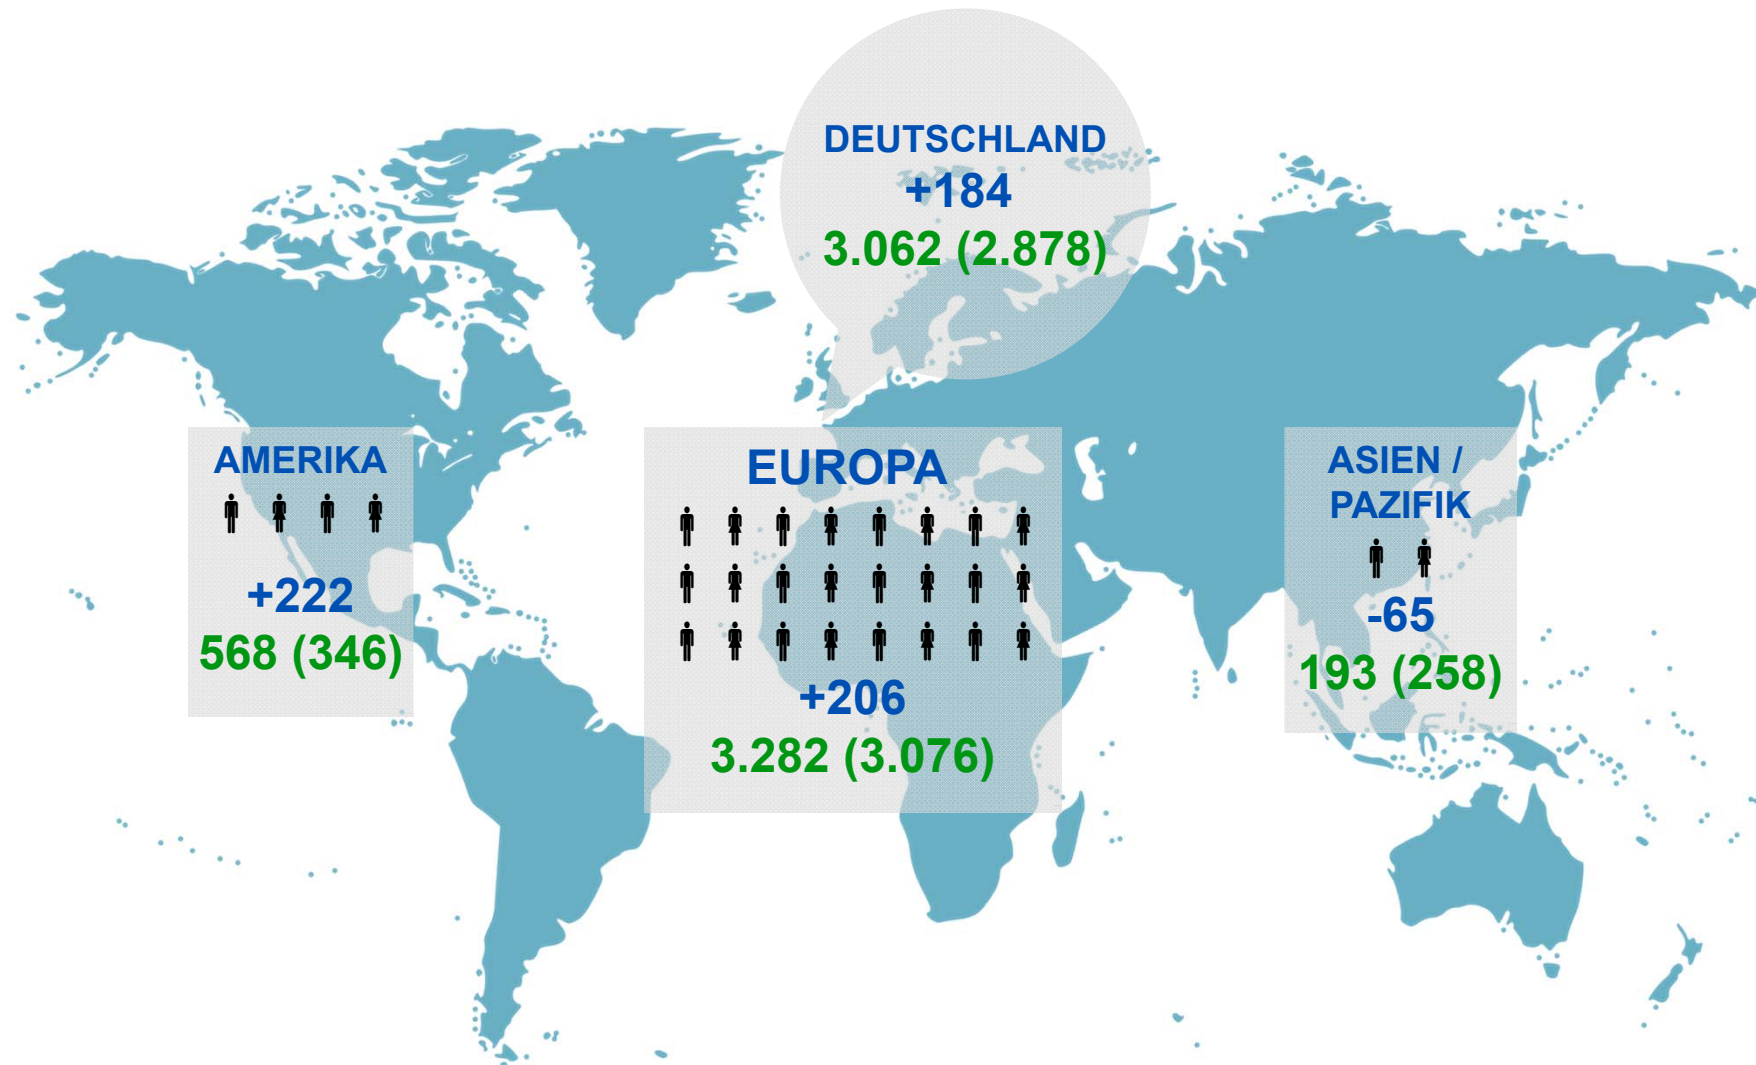 DEUTSCHLAND
+184
3.062 (2.878)
AMERIKA
+222
568 (346)
EUROPA
+206
3.282 (3.076)
ASIEN /
PAZIFIK
-65
193 (258)